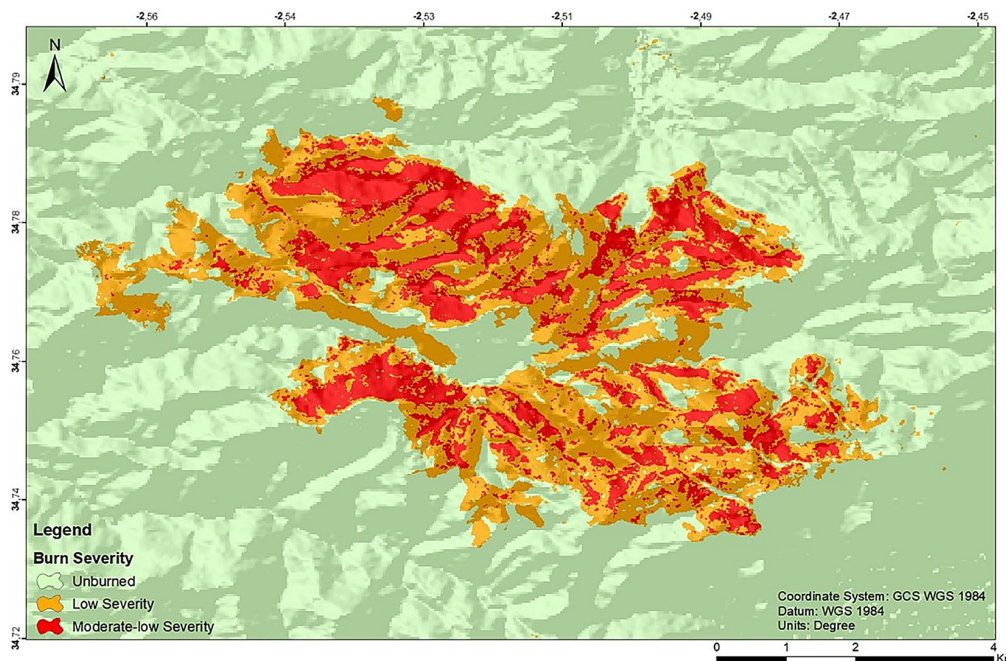 -2,56 -2,54 -2,53 -2,51 -2,49 -2,47 -2,45
N
34,79
34,78
34,76
34,74
34,72
Legend
Burn Severity
Unburned
Low Severity
Moderate-low Severity
Coordinate System: GCS WGS 1984
Datum: WGS 1984
Units: Degree
0 1 2 4